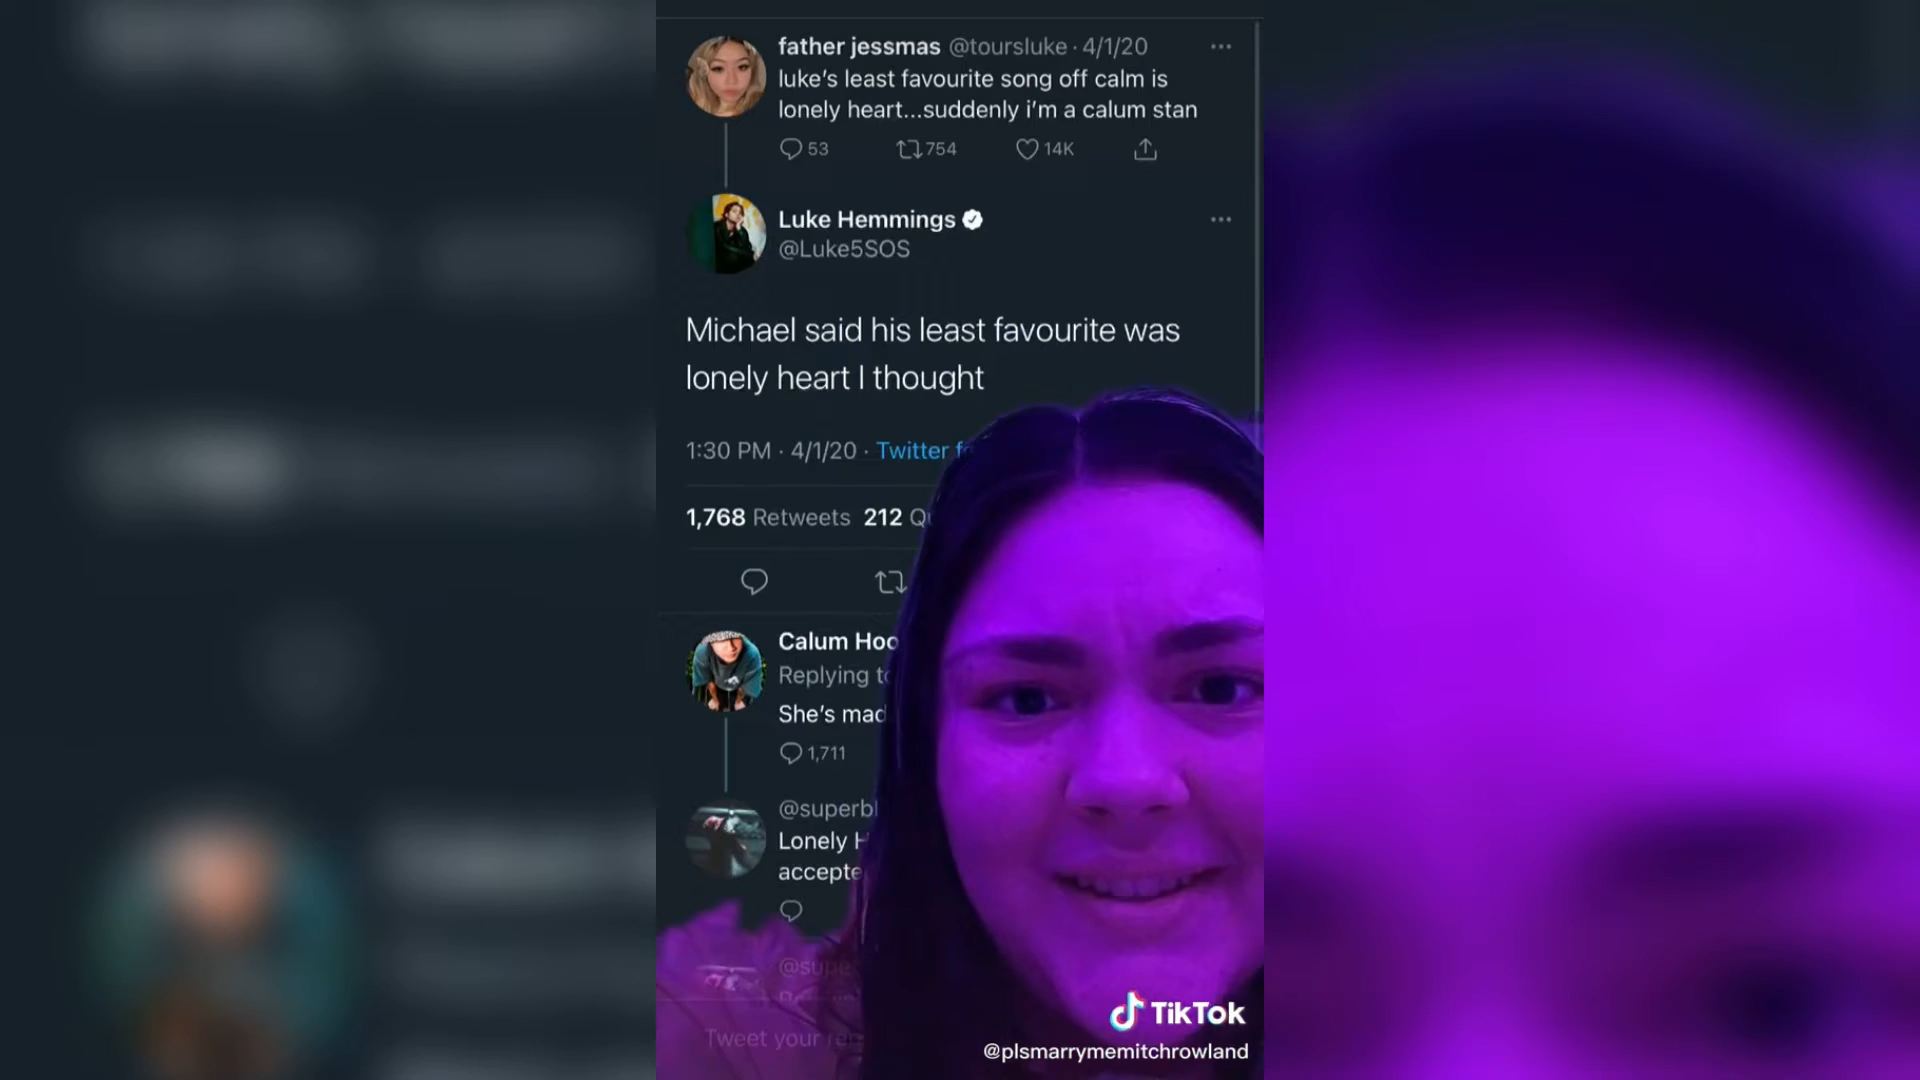 father jessmas @toursluke · 4/1/20
luke's least favourite song off calm is
lonely heart...suddenly i'm a calum stan
53 754 14K
Luke Hemmings
@Luke5SOS
Michael said his least favourite was
lonely heart I thought
1:30 PM · 4/1/20 · Twitter
1,768 Retweets 212
Calum Hoo
Replying to
She's mad
1,711
@superbl
Lonely H
accepte
@supe
Tweet your
TikTok
@plsmarrymemitchrowland